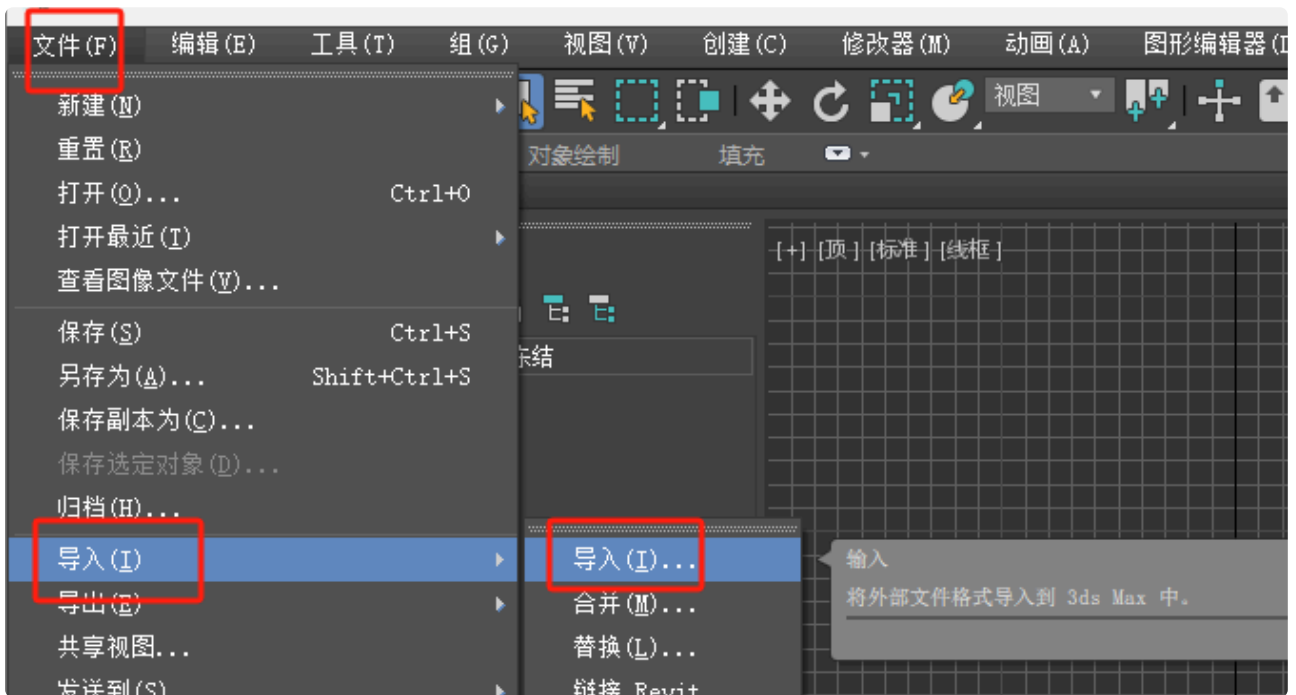 文件(F) 编辑(E) 工具(T) 组(G) 视图(V) 创建(C) 修改器(M) 动画(A) 图形编辑器(D
新建(N)
视图
重置(R)
对象绘制 填充
打开(O)... Ctrl+O
打开最近(T)
[+] [顶] [标准] [线框]
查看图像文件(V)...
保存(S) Ctrl+S
冻结
另存为(A)... Shift+Ctrl+S
保存副本为(C)...
保存选定对象(D)...
归档(H)...
导入(I) 导入(I)... 输入
将外部文件格式导入到 3ds Max 中。
导出(E) 合并(M)...
共享视图... 替换(L)...
发送到(S) 链接 Revit